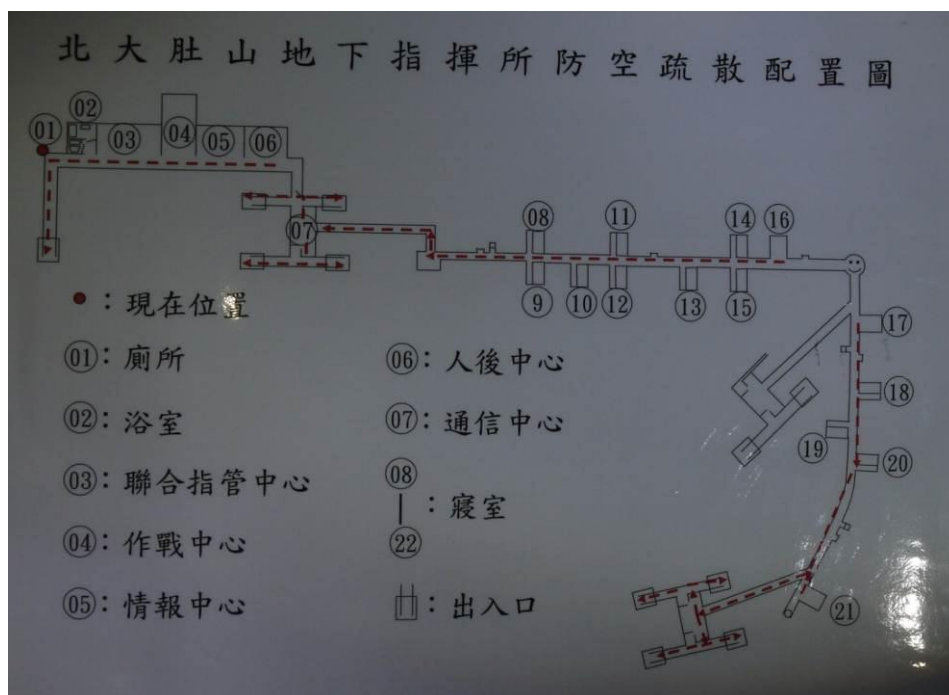 北大肚山地下指揮所防空疏散配置圖
01 02 03 04 05 06
07
08 11 14 16
9 10 12 13 15
17
18
19 20
21
●：現在位置
01：廁所
02：浴室
03：聯合指管中心
04：作戰中心
05：情報中心
06：人後中心
07：通信中心
08
｜：寢室
22
：出入口